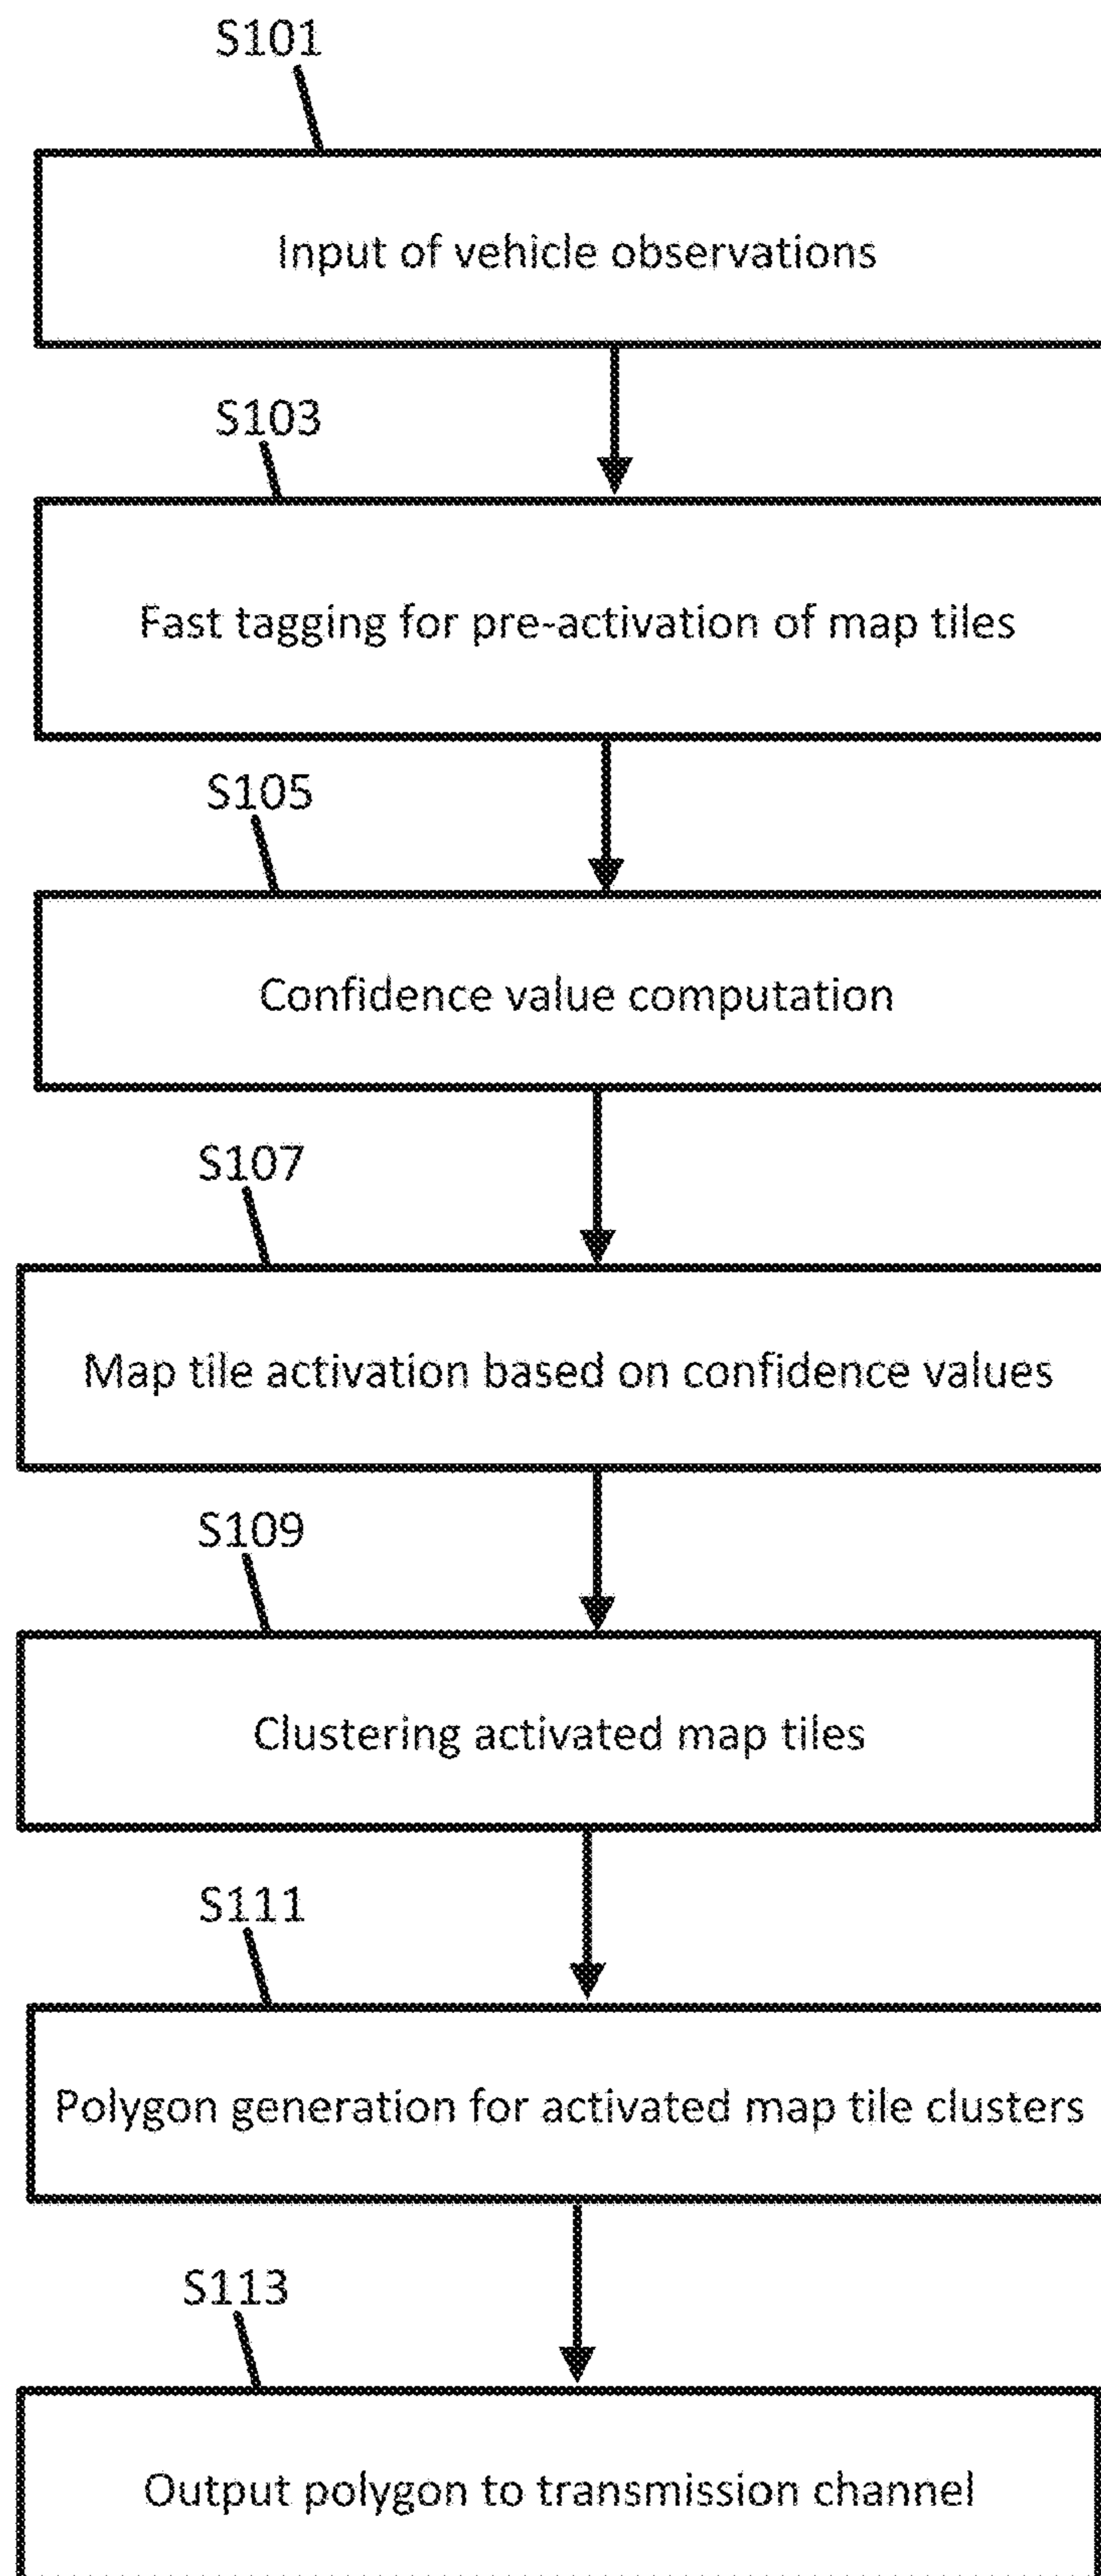 S101
Input of vehicle observations
S103
Fast tagging for pre-activation of map tiles
S105
Confidence value computation
S107
Map tile activation based on confidence values
S109
Clustering activated map tiles
S111
Polygon generation for activated map tile clusters
S113
Output polygon to transmission channel